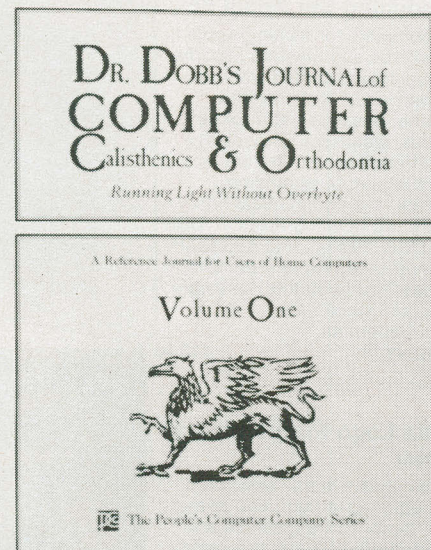 DR. DOBB'S JOURNAL of
COMPUTER
Calisthenics & Orthodontia
Running Light Without Overbyte
A Reference Journal for Users of Home Computers
Volume One
The People's Computer Company Series